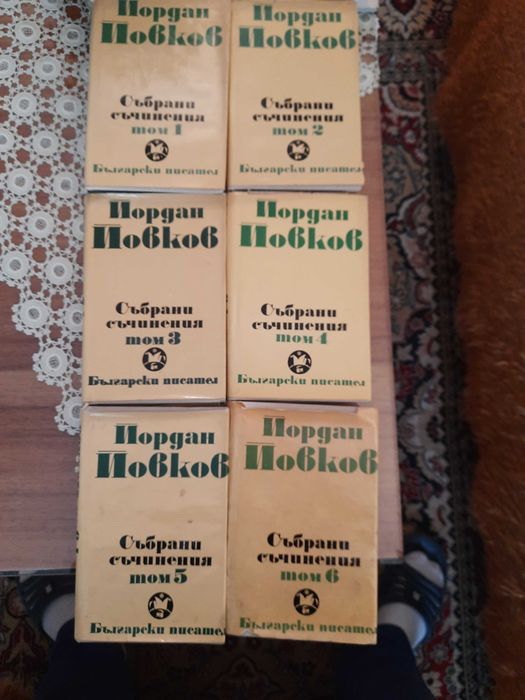 Йордан
Йовков
Събрани
съчинения
том 1
Български писател
Йордан
Йовков
Събрани
съчинения
том 2
Български писател
Йордан
Йовков
Събрани
съчинения
том 3
Български писател
Йордан
Йовков
Събрани
съчинения
том 4
Български писател
Йордан
Йовков
Събрани
съчинения
том 5
Български писател
Йордан
Йовков
Събрани
съчинения
том 6
Български писател